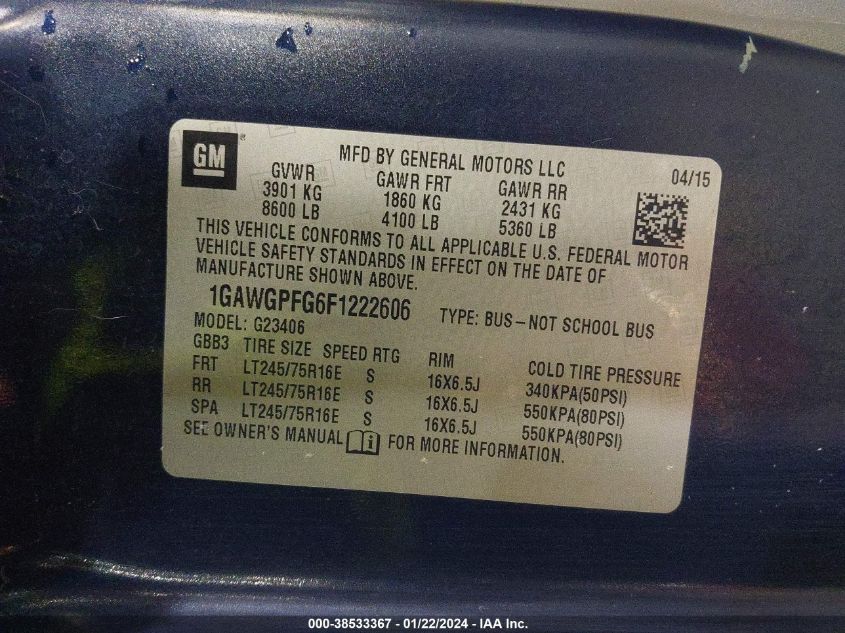 GM
MFD BY GENERAL MOTORS LLC
04/15
GVWR GAWR FRT GAWR RR
3901 KG 1860 KG 2431 KG
8600 LB 4100 LB 5360 LB
THIS VEHICLE CONFORMS TO ALL APPLICABLE U.S. FEDERAL MOTOR
VEHICLE SAFETY STANDARDS IN EFFECT ON THE DATE OF
MANUFACTURE SHOWN ABOVE.
1GAWGPFG6F1222606 TYPE: BUS–NOT SCHOOL BUS
MODEL: G23406
GBB3 TIRE SIZE SPEED RTG RIM COLD TIRE PRESSURE
FRT LT245/75R16E S 16X6.5J 340KPA(50PSI)
RR LT245/75R16E S 16X6.5J 550KPA(80PSI)
SPA LT245/75R16E S 16X6.5J 550KPA(80PSI)
SEE OWNER'S MANUAL i FOR MORE INFORMATION.
000-38533367 - 01/22/2024 - IAA Inc.